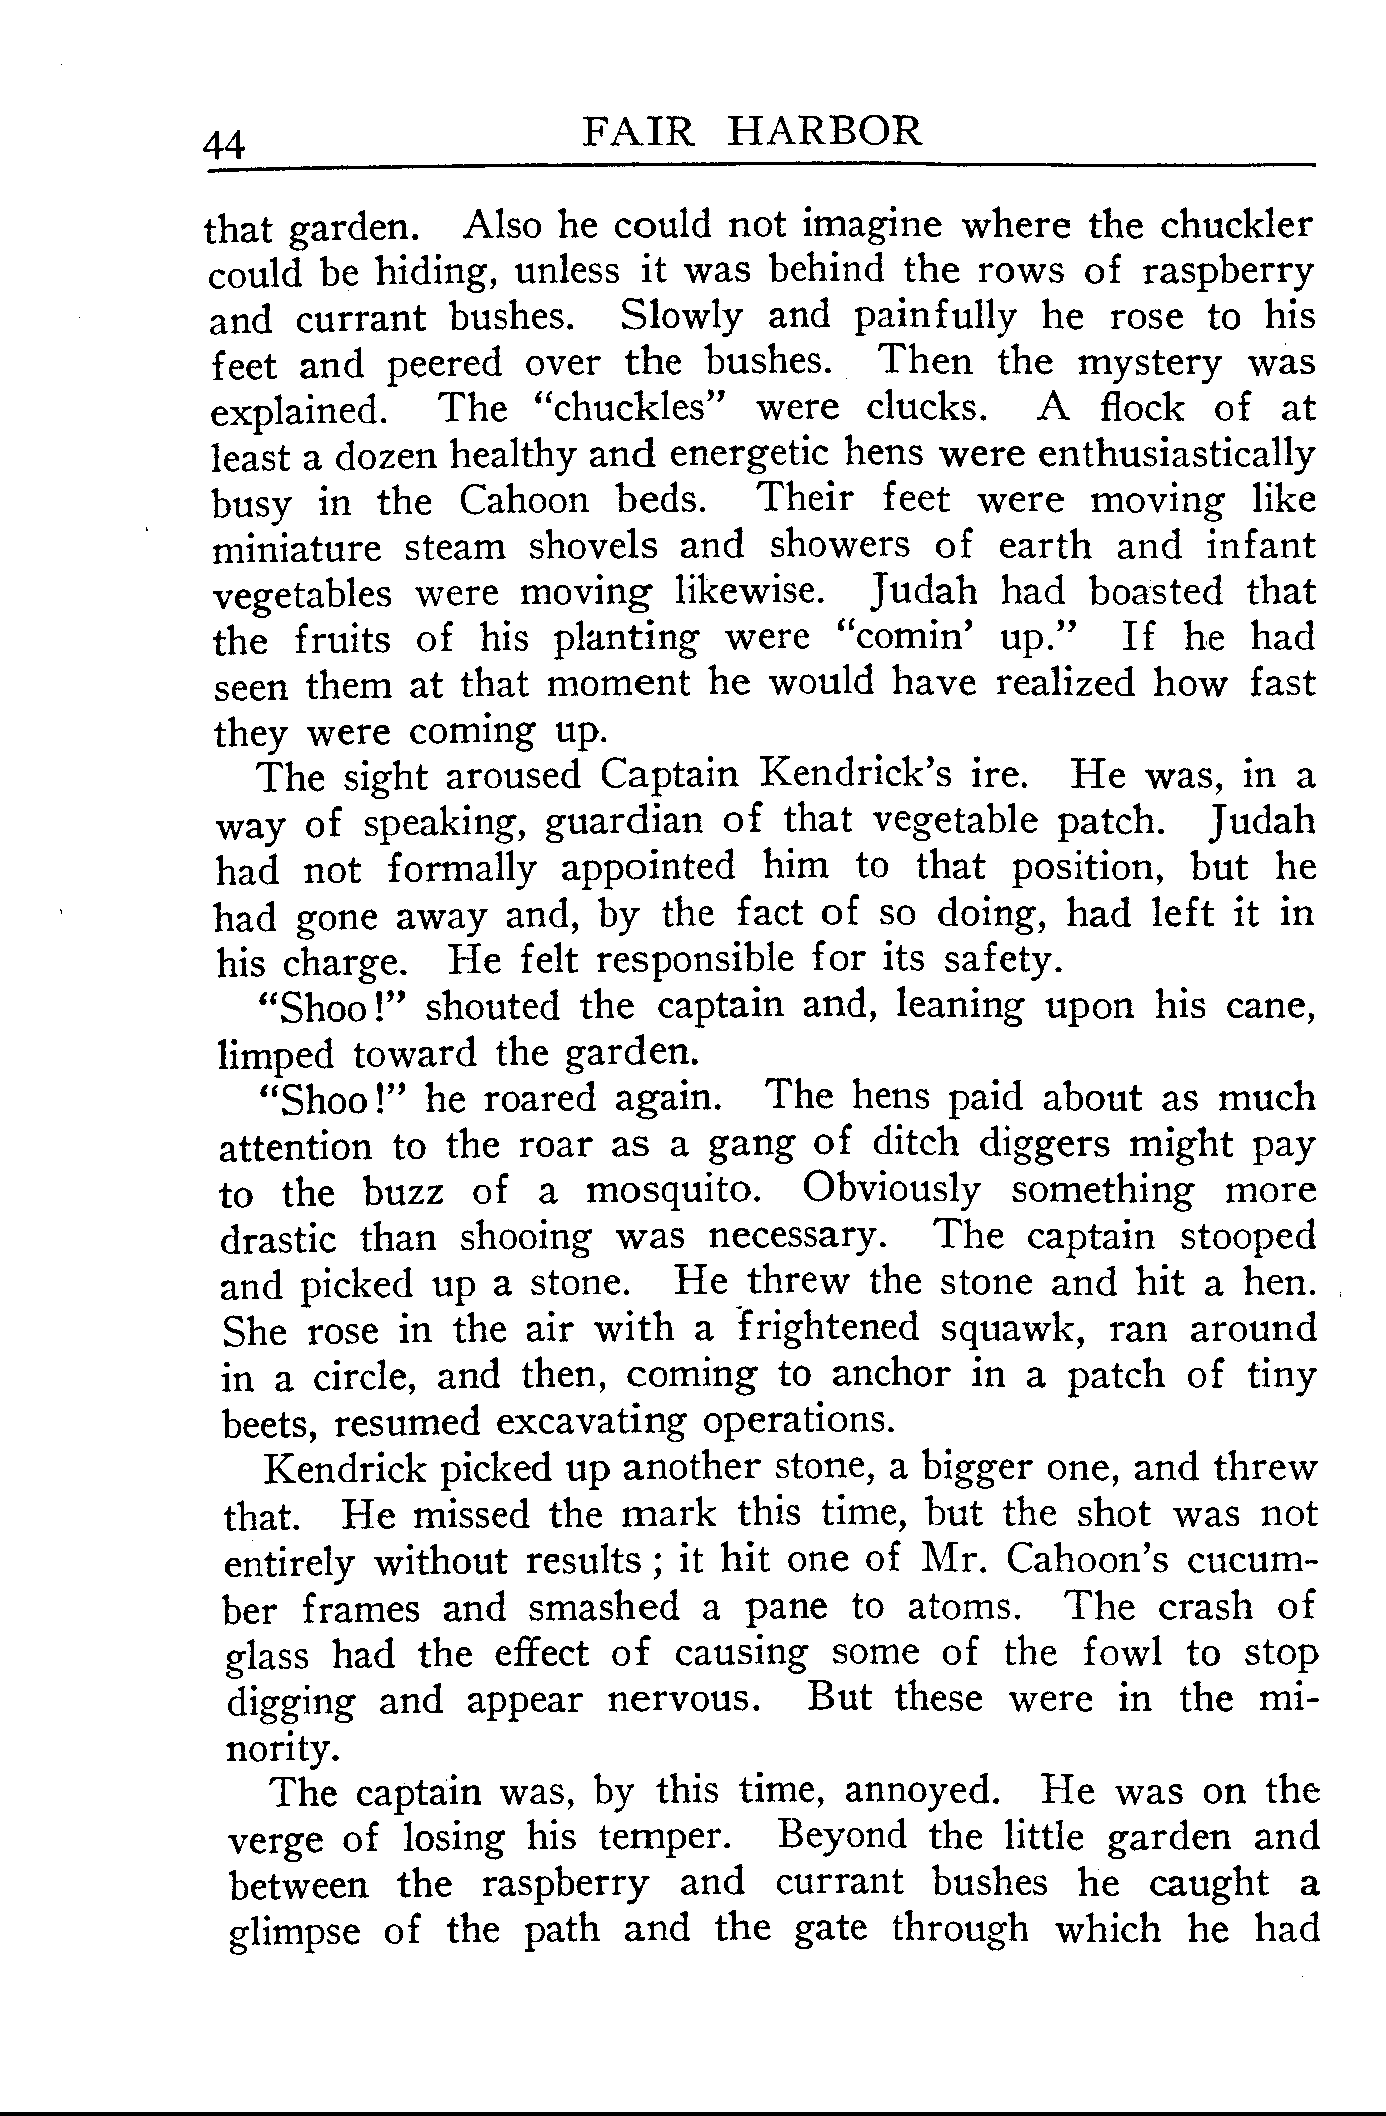 44 FAIR HARBOR
that garden. Also he could not imagine where the chuckler
could be hiding, unless it was behind the rows of raspberry
and currant bushes. Slowly and painfully he rose to his
feet and peered over the bushes. Then the mystery was
explained. The “chuckles” were clucks. A flock of at
least a dozen healthy and energetic hens were enthusiastically
busy in the Cahoon beds. Their feet were moving like
miniature steam shovels and showers of earth and infant
vegetables were moving likewise. Judah had boasted that
the fruits of his planting were “comin’ up.” If he had
seen them at that moment he would have realized how fast
they were coming up.
The sight aroused Captain Kendrick’s ire. He was, in a
way of speaking, guardian of that vegetable patch. Judah
had not formally appointed him to that position, but he
had gone away and, by the fact of so doing, had left it in
his charge. He felt responsible for its safety.
“Shoo!” shouted the captain and, leaning upon his cane,
limped toward the garden.
“Shoo!” he roared again. The hens paid about as much
attention to the roar as a gang of ditch diggers might pay
to the buzz of a mosquito. Obviously something more
drastic than shooing was necessary. The captain stooped
and picked up a stone. He threw the stone and hit a hen.
She rose in the air with a frightened squawk, ran around
in a circle, and then, coming to anchor in a patch of tiny
beets, resumed excavating operations.
Kendrick picked up another stone, a bigger one, and threw
that. He missed the mark this time, but the shot was not
entirely without results; it hit one of Mr. Cahoon’s cucum-
ber frames and smashed a pane to atoms. The crash of
glass had the effect of causing some of the fowl to stop
digging and appear nervous. But these were in the mi-
nority.
The captain was, by this time, annoyed. He was on the
verge of losing his temper. Beyond the little garden and
between the raspberry and currant bushes he caught a
glimpse of the path and the gate through which he had